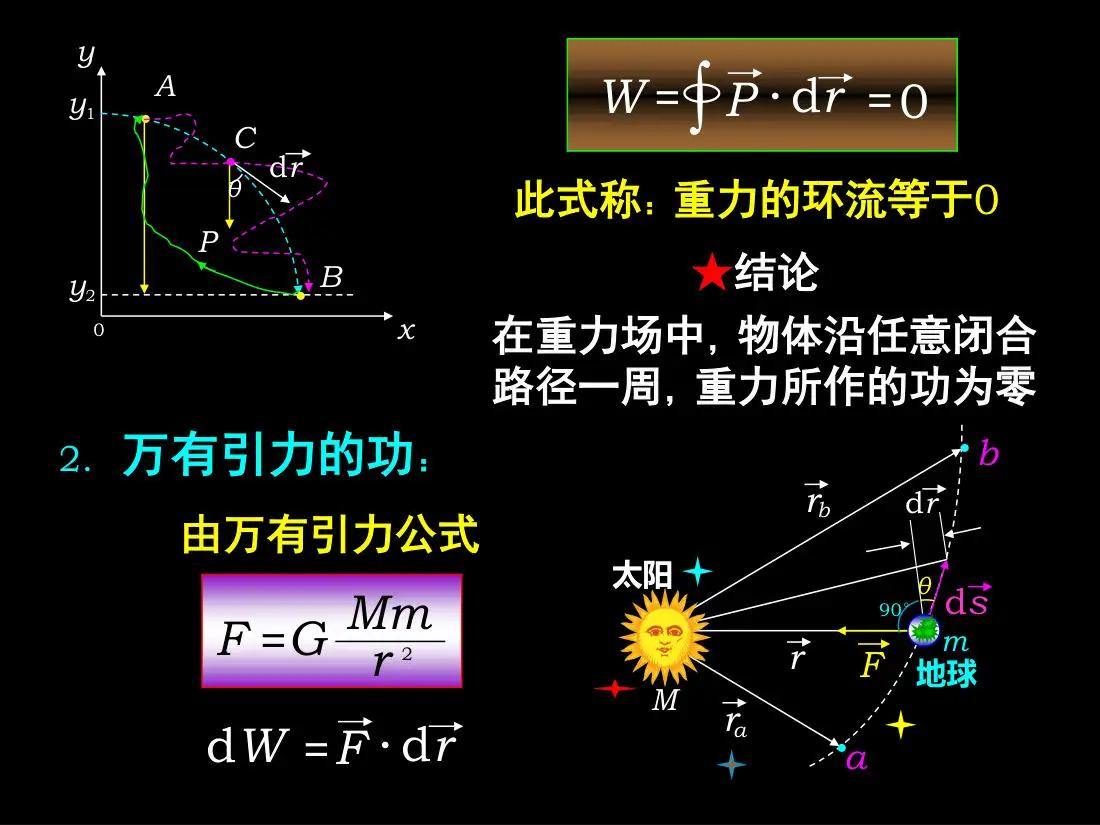 y
y₁
A
C
dr⃗
θ
P
y₂
B
0
x
W = ∮ P⃗ · dr⃗ = 0
此式称：重力的环流等于0
★结论
在重力场中，物体沿任意闭合
路径一周，重力所作的功为零
2. 万有引力的功：
由万有引力公式
F = G Mm / r²
dW = F⃗ · dr⃗
b
r⃗b
dr⃗
太阳
θ
90°
ds⃗
r⃗
F⃗
m
地球
M
r⃗a
a